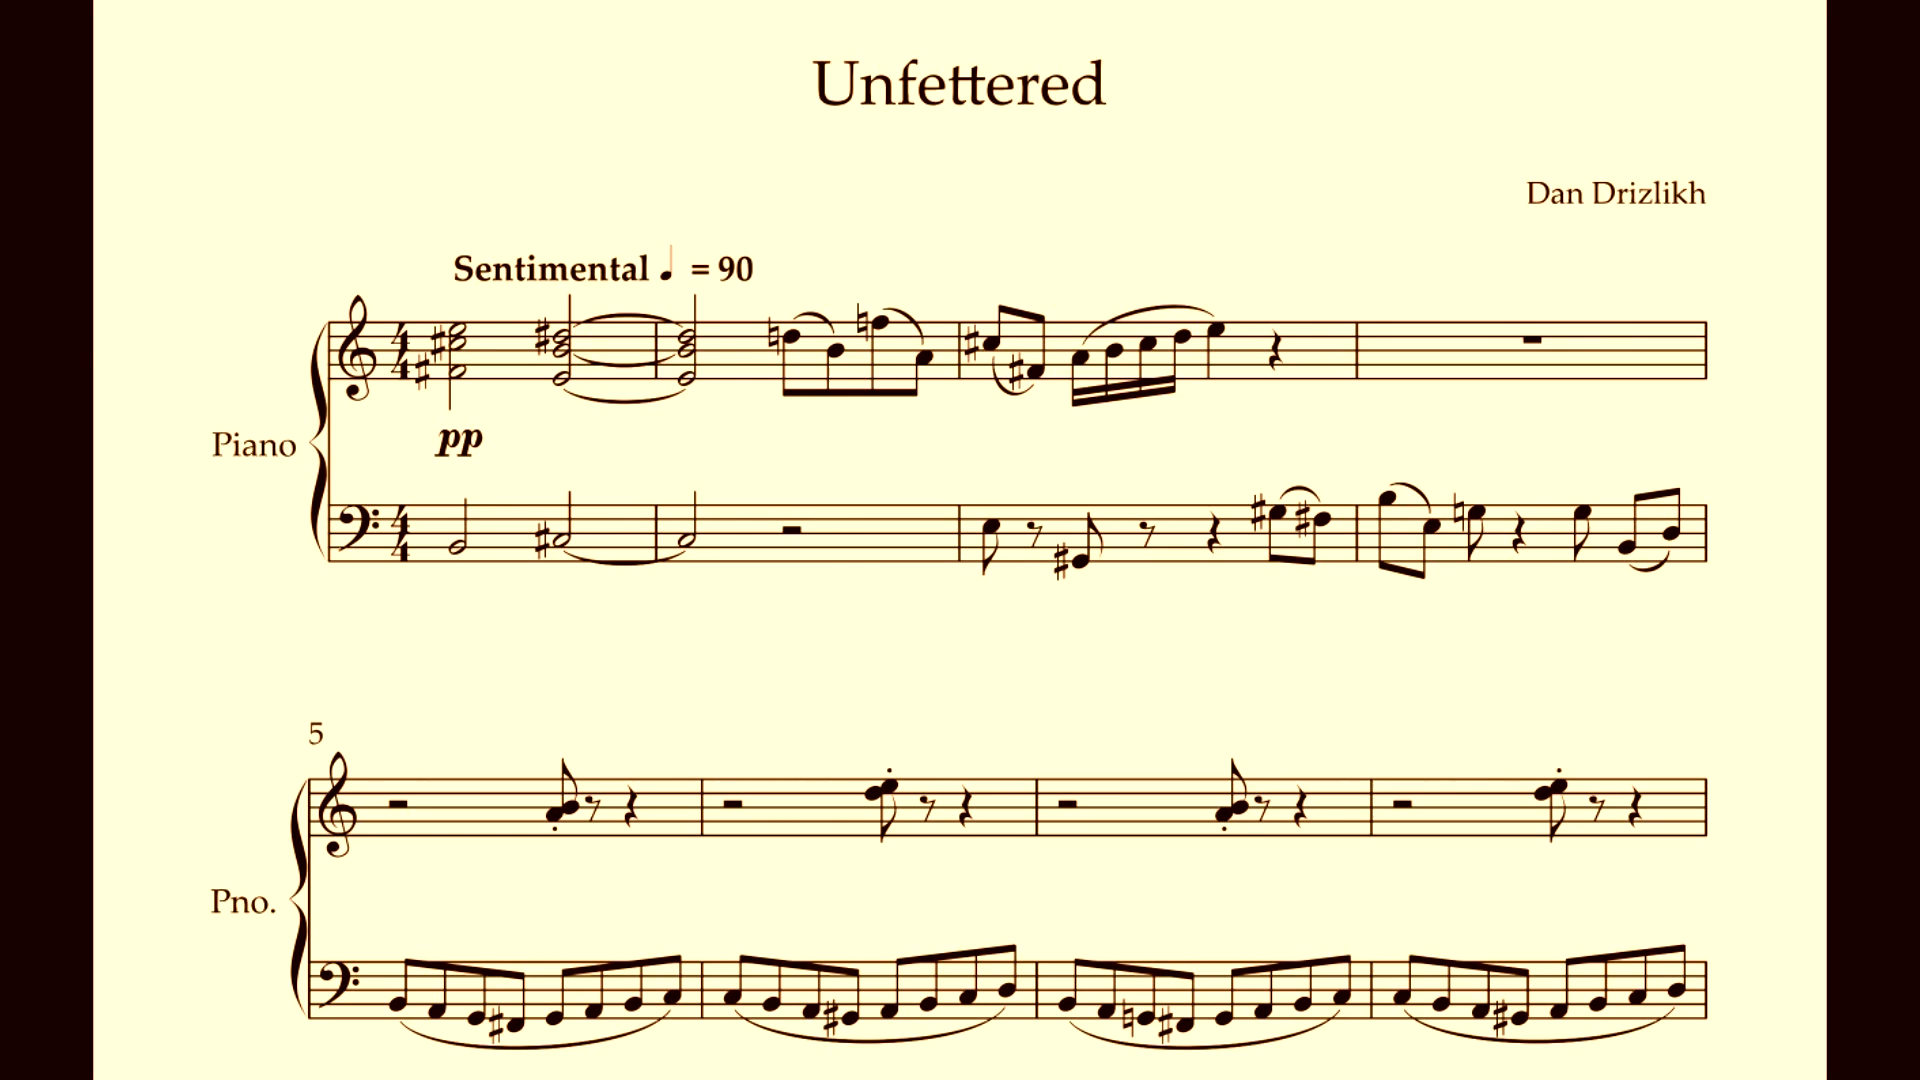 Unfettered
Dan Drizlikh
Sentimental ♩ = 90
Piano
pp
5
Pno.